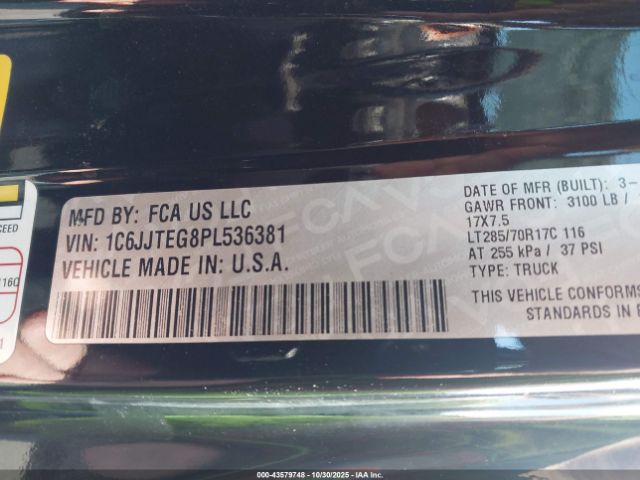 MFD BY: FCA US LLC
VIN: 1C6JJTEG8PL536381
VEHICLE MADE IN: U.S.A.
DATE OF MFR (BUILT): 3-
GAWR FRONT: 3100 LB /
17X7.5
LT285/70R17C 116
AT 255 kPa / 37 PSI
TYPE: TRUCK
THIS VEHICLE CONFORMS
STANDARDS IN
00-43579748 - 10/30/2025 - IAA Inc.